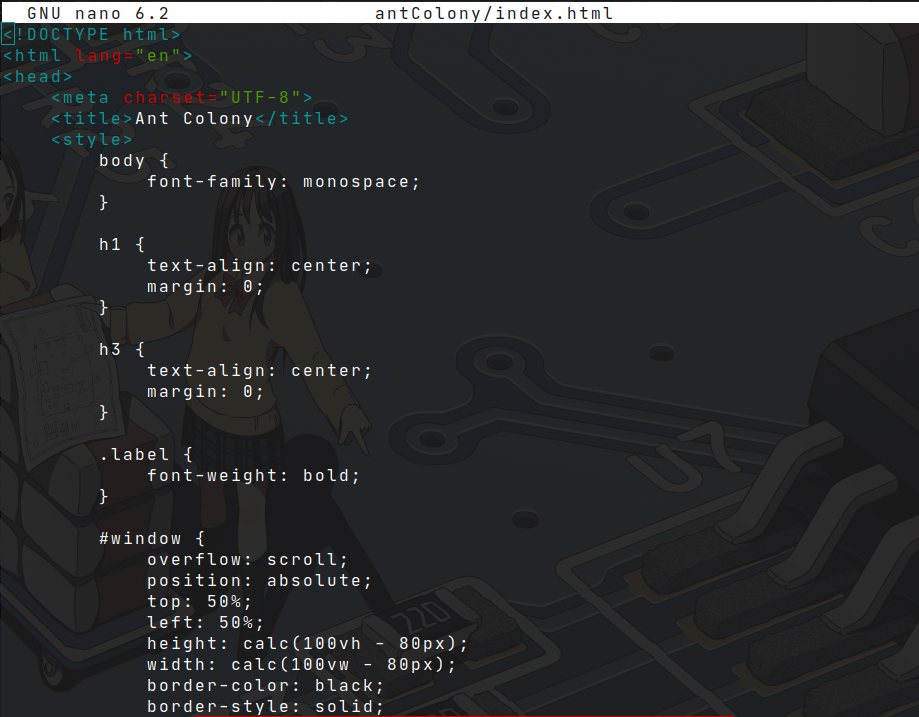 GNU nano 6.2 antColony/index.html
<!DOCTYPE html>
<html lang="en">
<head>
    <meta charset="UTF-8">
    <title>Ant Colony</title>
    <style>
        body {
            font-family: monospace;
        }

        h1 {
            text-align: center;
            margin: 0;
        }

        h3 {
            text-align: center;
            margin: 0;
        }

        .label {
            font-weight: bold;
        }

        #window {
            overflow: scroll;
            position: absolute;
            top: 50%;
            left: 50%;
            height: calc(100vh - 80px);
            width: calc(100vw - 80px);
            border-color: black;
            border-style: solid;
220